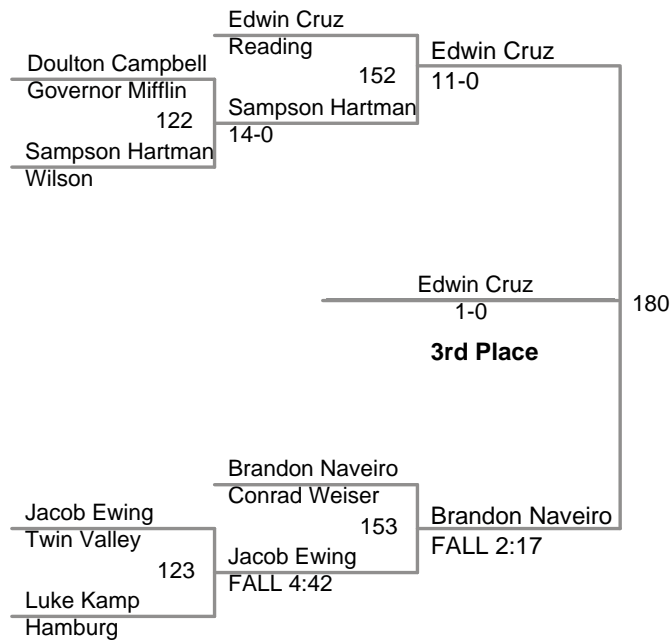 Edwin Cruz
Reading
Doulton Campbell
Governor Mifflin
152
Edwin Cruz
11-0
122
Sampson Hartman
14-0
Sampson Hartman
Wilson
Edwin Cruz
1-0
180
3rd Place
Brandon Naveiro
Conrad Weiser
Jacob Ewing
Twin Valley
153
Brandon Naveiro
FALL 2:17
123
Jacob Ewing
FALL 4:42
Luke Kamp
Hamburg